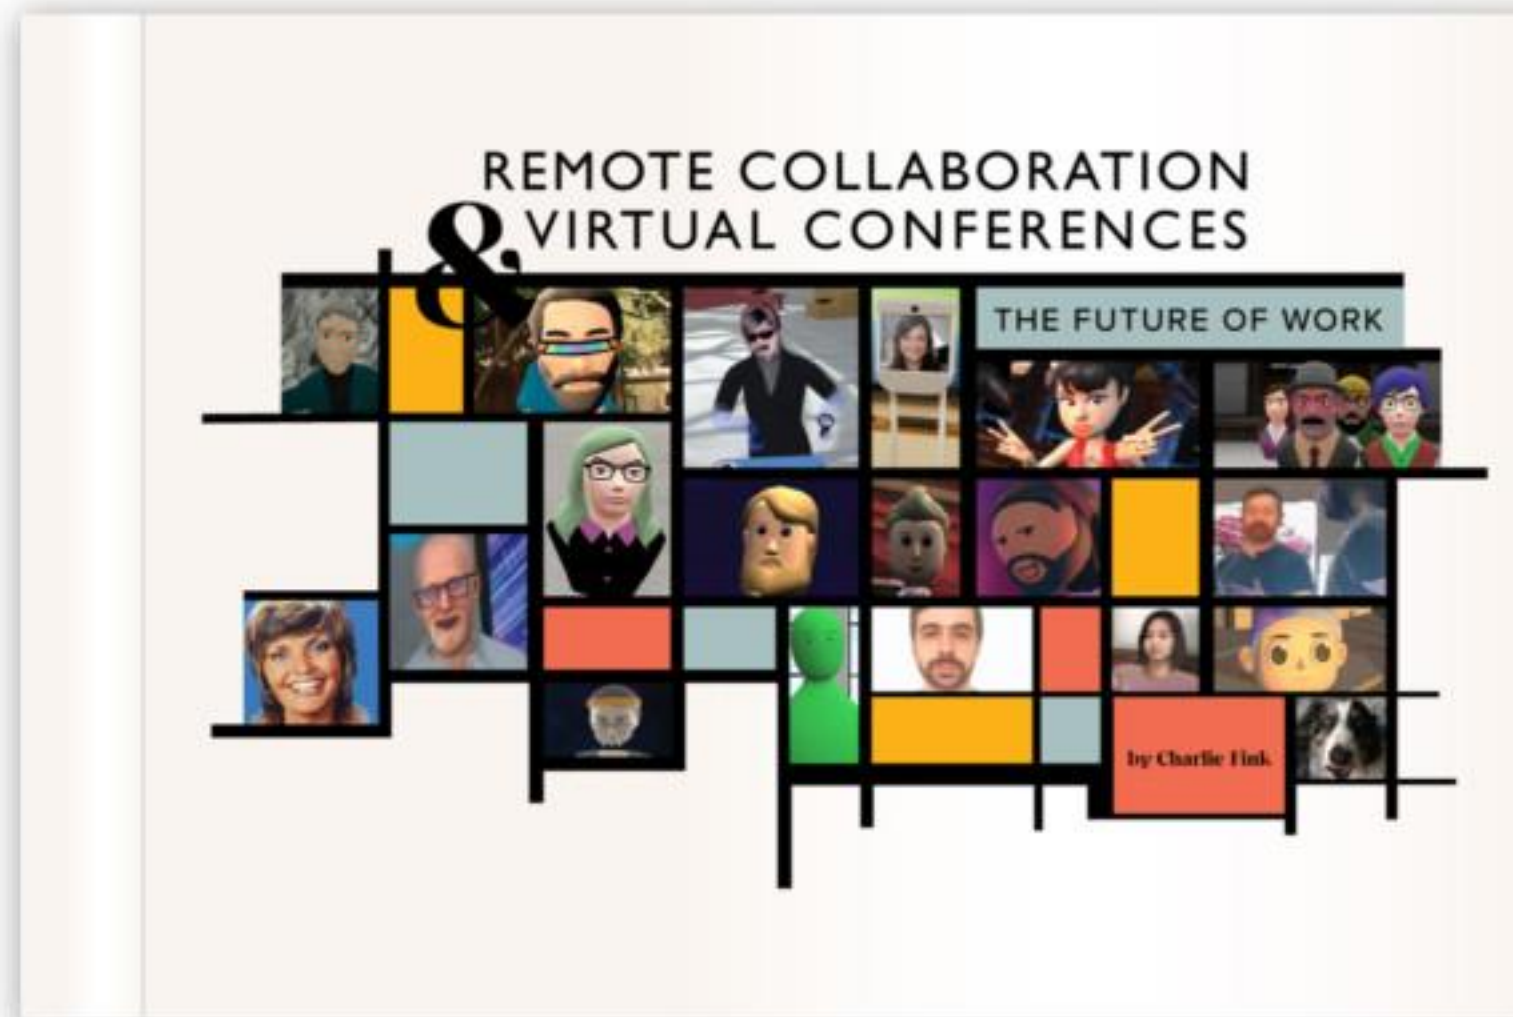 REMOTE COLLABORATION
& VIRTUAL CONFERENCES
THE FUTURE OF WORK
by Charlie Fink